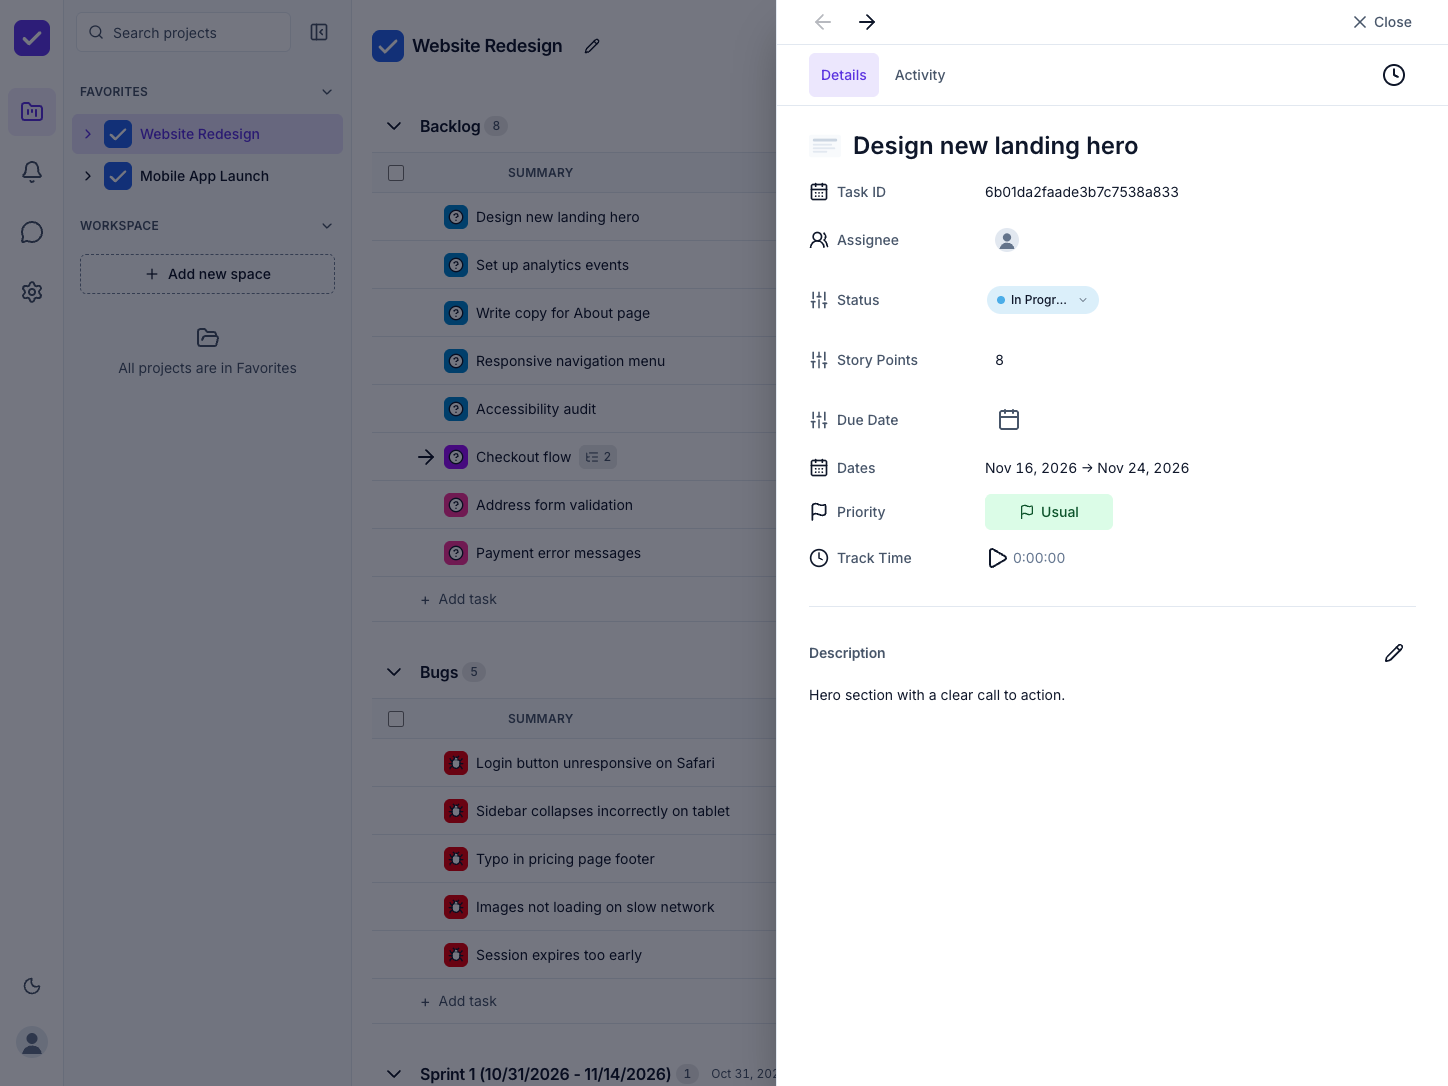 Search projects
FAVORITES
Website Redesign
Mobile App Launch
WORKSPACE
+ Add new space
All projects are in Favorites
Website Redesign
Backlog 8
SUMMARY
Design new landing hero
Set up analytics events
Write copy for About page
Responsive navigation menu
Accessibility audit
Checkout flow 2
Address form validation
Payment error messages
+ Add task
Bugs 5
SUMMARY
Login button unresponsive on Safari
Sidebar collapses incorrectly on tablet
Typo in pricing page footer
Images not loading on slow network
Session expires too early
+ Add task
Sprint 1 (10/31/2026 - 11/14/2026) 1 Oct 31, 202
Close
Details Activity
Design new landing hero
Task ID 6b01da2faade3b7c7538a833
Assignee
Status In Progr...
Story Points 8
Due Date
Dates Nov 16, 2026 → Nov 24, 2026
Priority Usual
Track Time 0:00:00
Description
Hero section with a clear call to action.